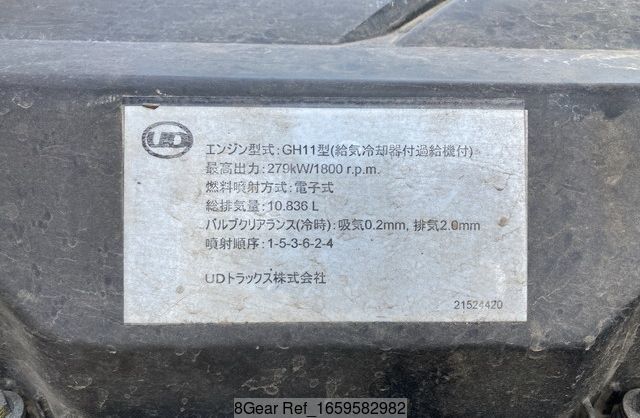 UD
エンジン型式:GH11型(給気冷却器付過給機付)
最高出力:279kW/1800 r.p.m.
燃料噴射方式:電子式
総排気量:10.836 L
バルブクリアランス(冷時):吸気0.2mm, 排気2.0mm
噴射順序:1-5-3-6-2-4
UDトラックス株式会社
21524420
8Gear Ref_1659582982